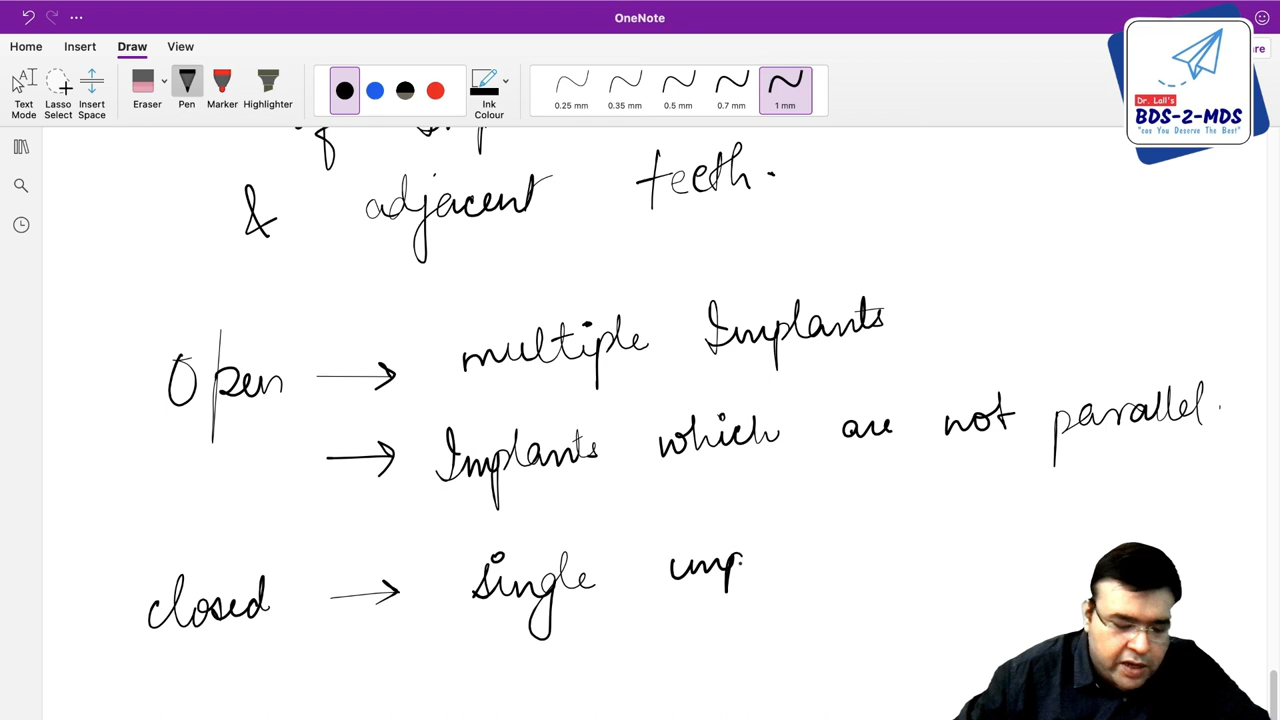 OneNote
Home Insert Draw View
Text Mode
Lasso Select
Insert Space
Eraser
Pen
Marker
Highlighter
Ink Colour
0.25 mm
0.35 mm
0.5 mm
0.7 mm
1 mm
Dr. Lall's
BDS-2-MDS
"cos You Deserve The Best"
of
& adjacent teeth.
Open → multiple Implants
→ Implants which are not parallel.
closed → single imp